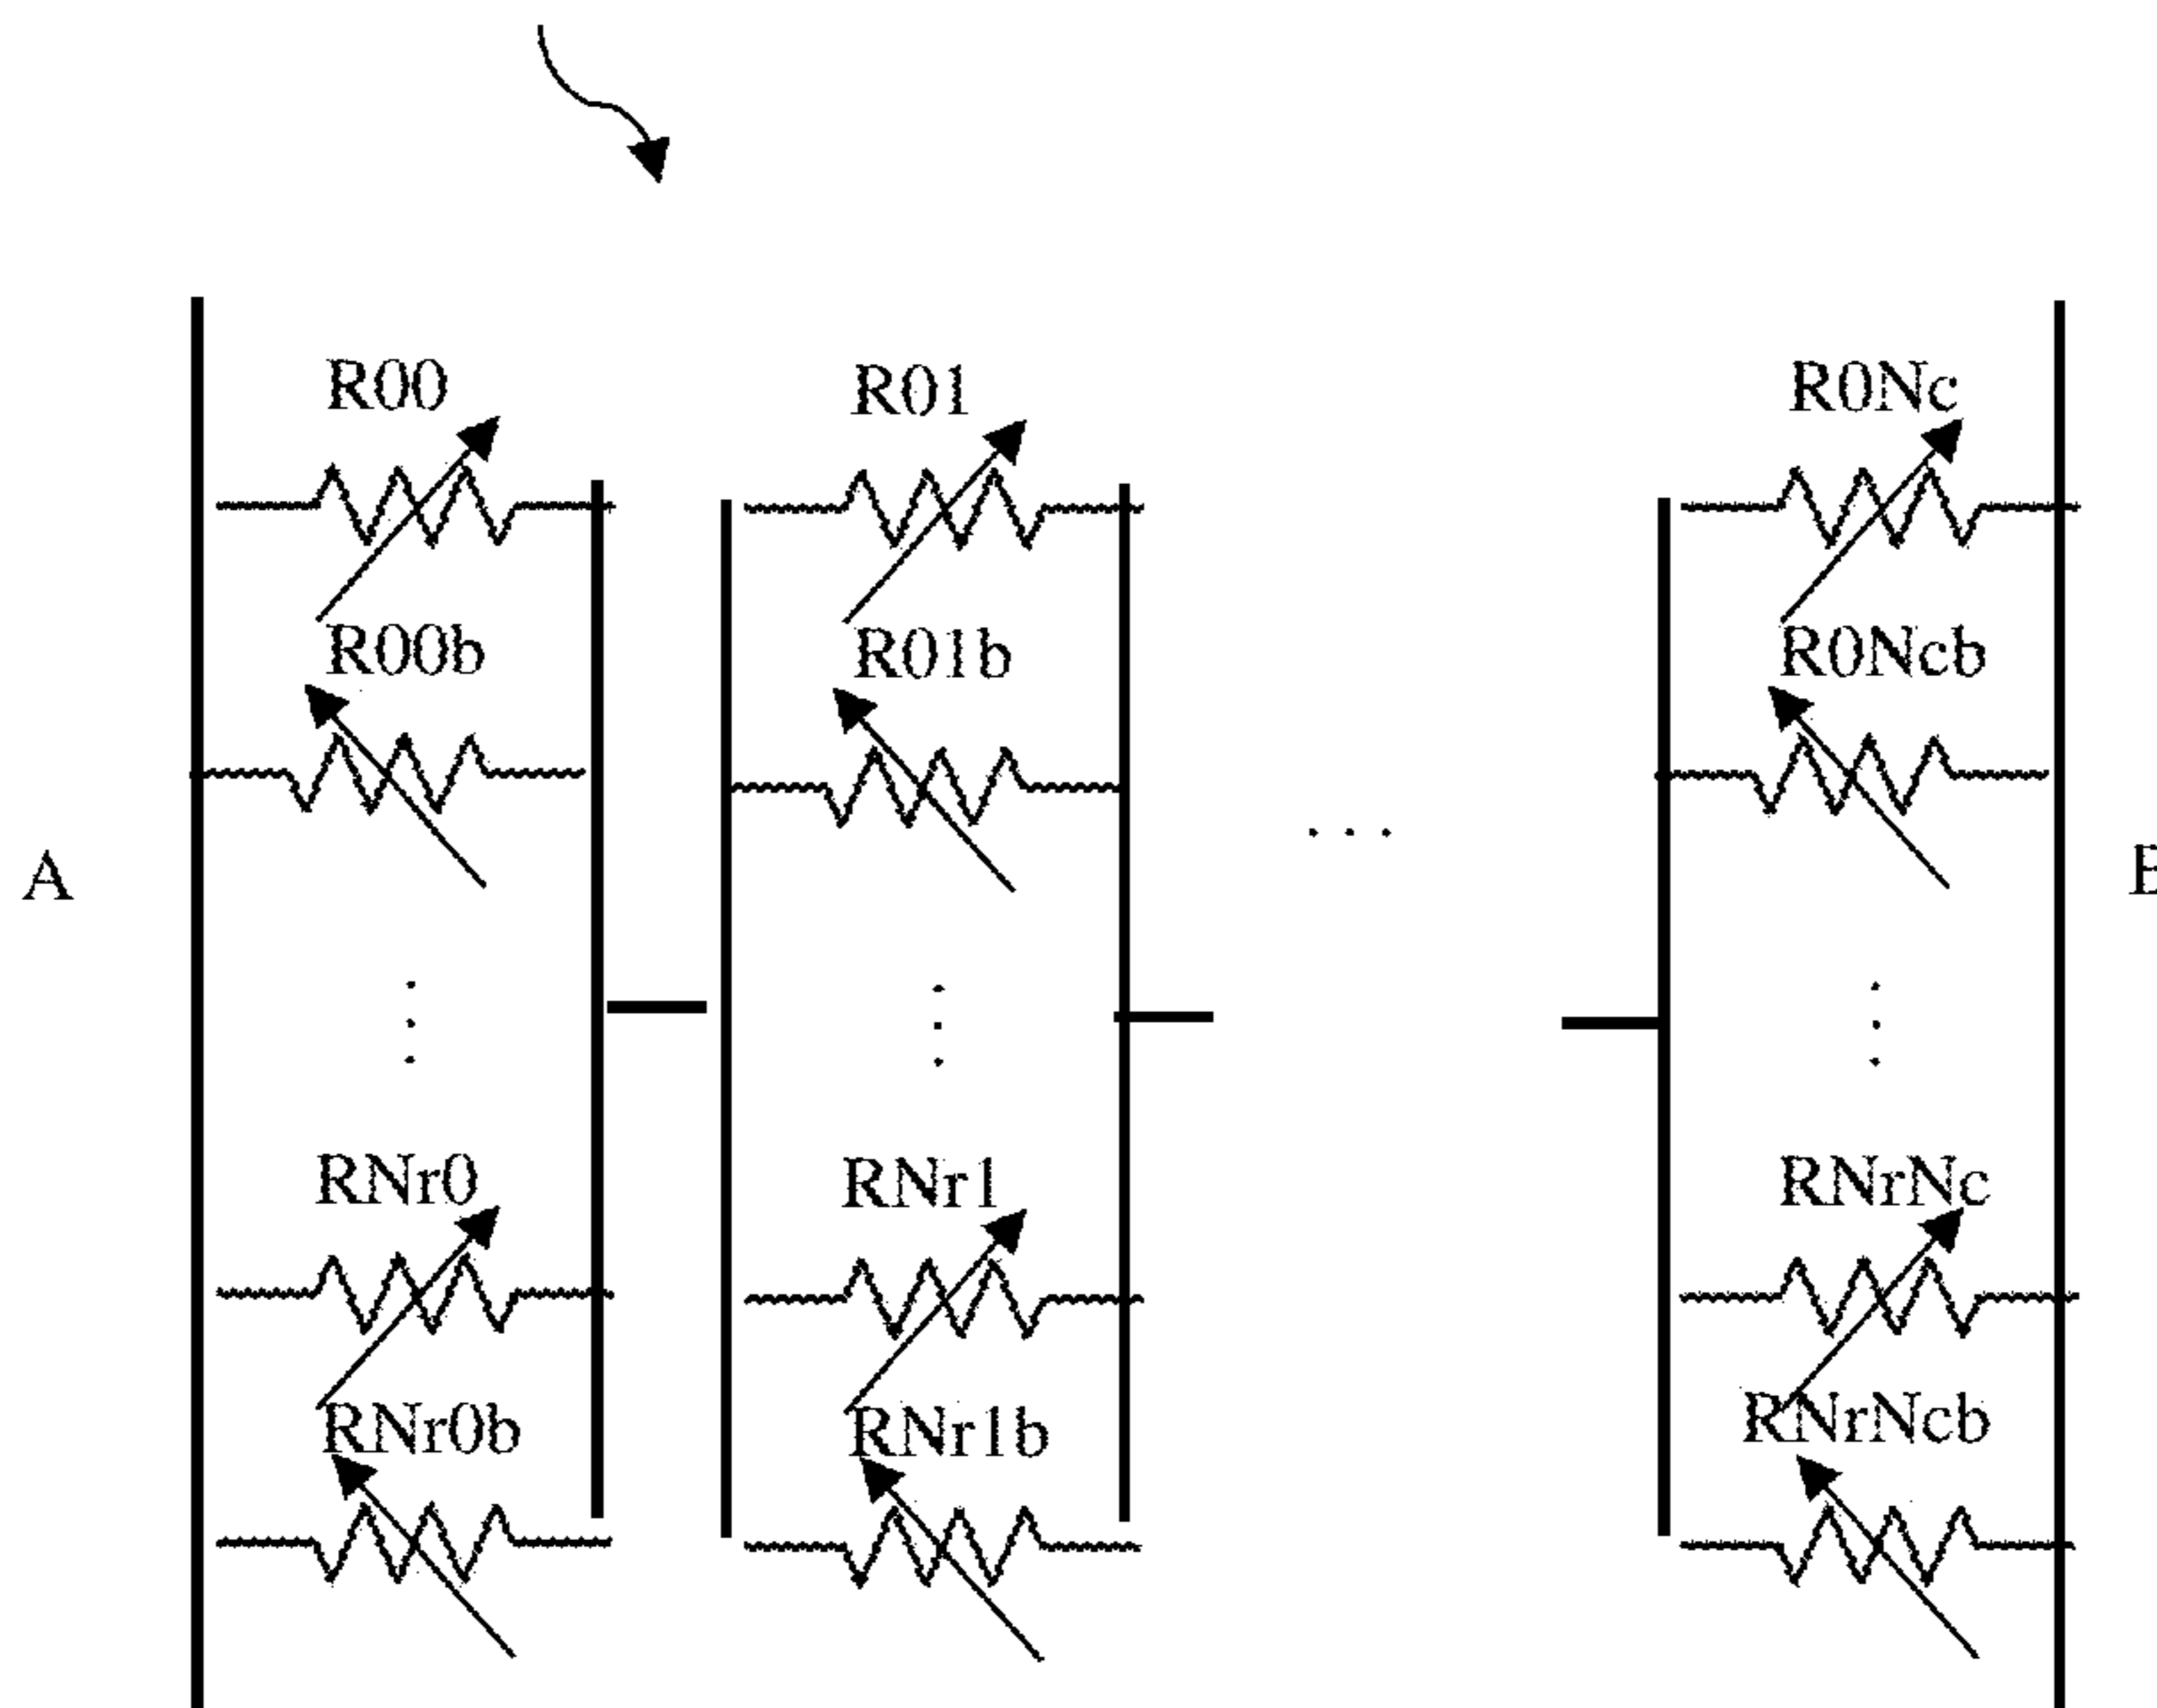 R00
R01
R0Nc
R00b
R01b
R0Ncb
. . .
A
RNr0
RNr1
RNrNc
RNr0b
RNr1b
RNrNcb